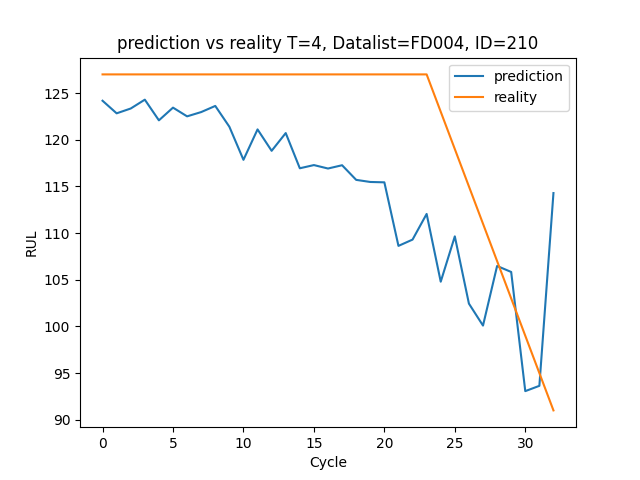 prediction vs reality T=4, Datalist=FD004, ID=210
prediction
reality
125
120
115
110
105
100
95
90
RUL
0 5 10 15 20 25 30
Cycle